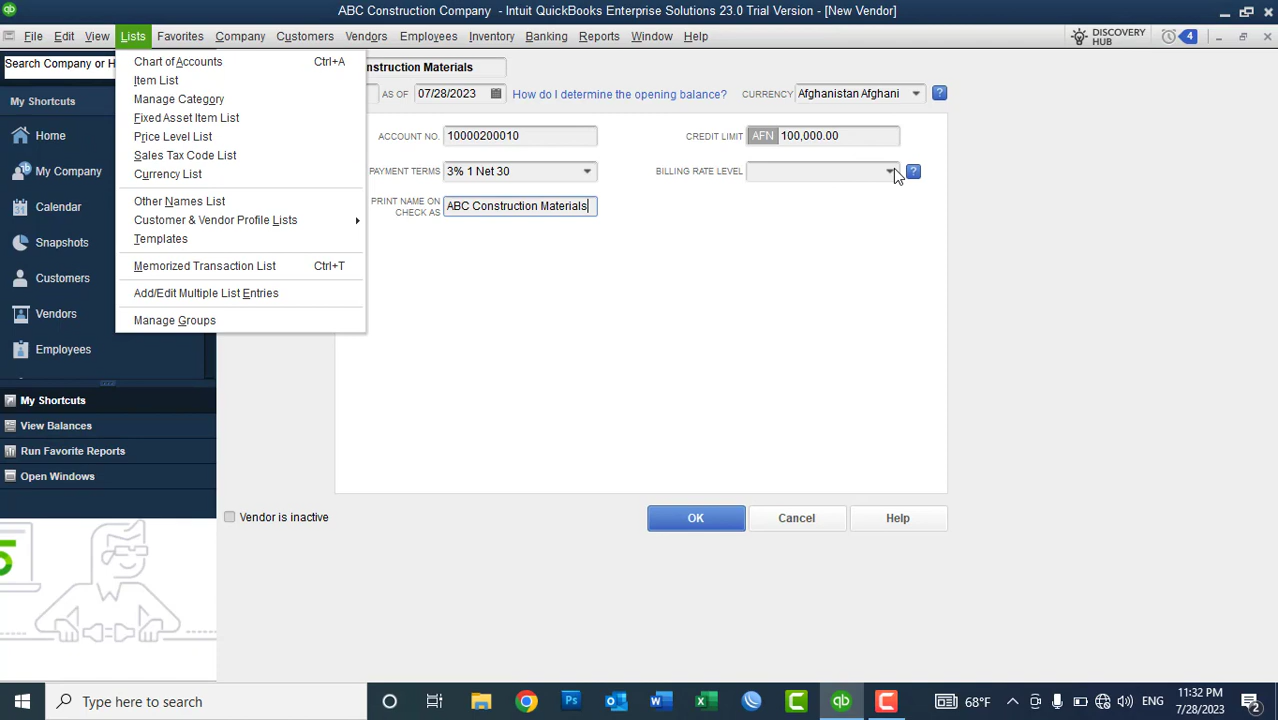 ABC Construction Company - Intuit QuickBooks Enterprise Solutions 23.0 Trial Version - [New Vendor]
File Edit View Lists Favorites Company Customers Vendors Employees Inventory Banking Reports Window Help
DISCOVERY HUB 4
Search Company or H
My Shortcuts
Home
My Company
Calendar
Snapshots
Customers
Vendors
Employees
My Shortcuts
View Balances
Run Favorite Reports
Open Windows
Chart of Accounts Ctrl+A
Item List
Manage Category
Fixed Asset Item List
Price Level List
Sales Tax Code List
Currency List
Other Names List
Customer & Vendor Profile Lists
Templates
Memorized Transaction List Ctrl+T
Add/Edit Multiple List Entries
Manage Groups
nstruction Materials
AS OF 07/28/2023 How do I determine the opening balance? CURRENCY Afghanistan Afghani ?
ACCOUNT NO. 10000200010 CREDIT LIMIT AFN 100,000.00
PAYMENT TERMS 3% 1 Net 30 BILLING RATE LEVEL ?
PRINT NAME ON CHECK AS ABC Construction Materials
Vendor is inactive
OK Cancel Help
Type here to search
68°F ENG 11:32 PM
7/28/2023 2